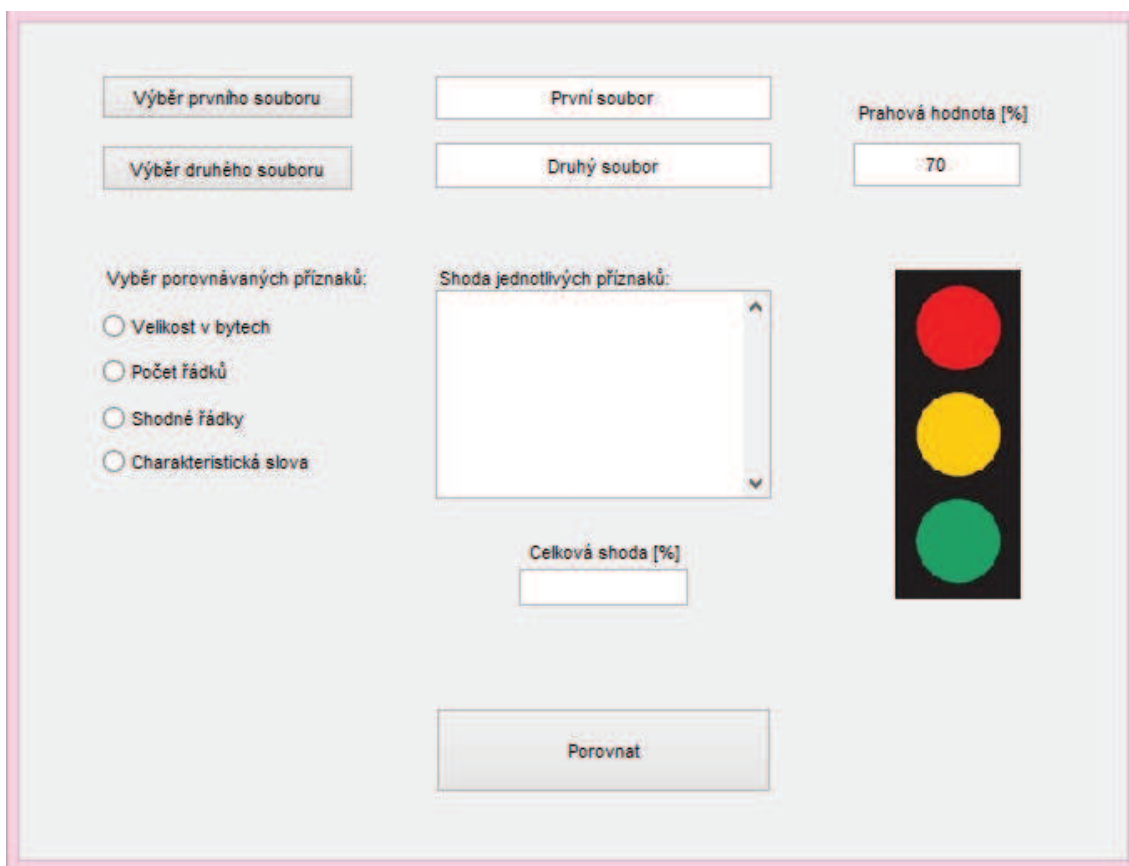 Výběr prvního souboru
První soubor
Prahová hodnota [%]
Výběr druhého souboru
Druhý soubor
70
Vyběr porovnávaných příznaků:
Shoda jednotlivých příznaků:
Velikost v bytech
Počet řádků
Shodné řádky
Charakteristická slova
Celková shoda [%]
Porovnat